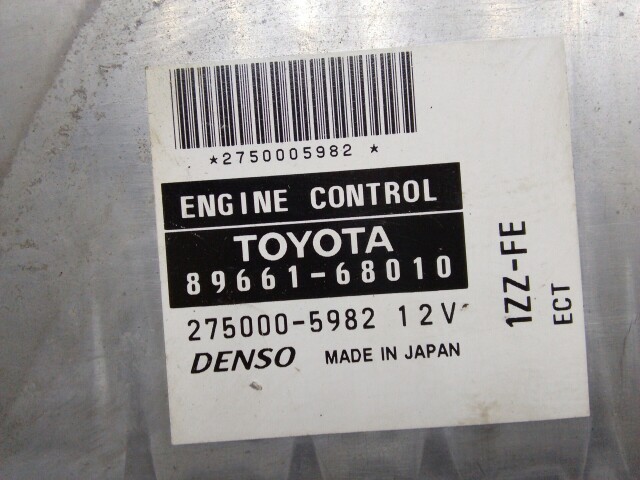 *2750005982 *
ENGINE CONTROL
TOYOTA
89661-68010
275000-5982 12V
DENSO MADE IN JAPAN
1ZZ-FE
ECT